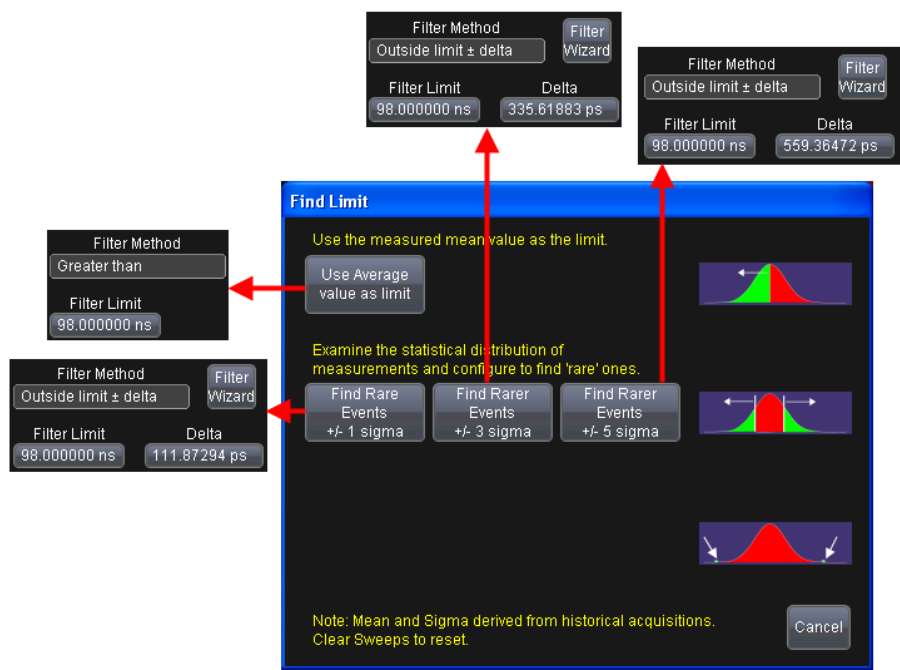 Filter Method
Filter
Wizard
Outside limit ± delta
Filter Limit
Delta
98.000000 ns
335.61883 ps
Filter Method
Filter
Wizard
Outside limit ± delta
Filter Limit
Delta
98.000000 ns
559.36472 ps
Find Limit
Use the measured mean value as the limit.
Use Average
value as limit
Filter Method
Greater than
Filter Limit
98.000000 ns
Examine the statistical distribution of
measurements and configure to find 'rare' ones.
Find Rare
Events
+/- 1 sigma
Find Rarer
Events
+/- 3 sigma
Find Rarer
Events
+/- 5 sigma
Filter Method
Filter
Wizard
Outside limit ± delta
Filter Limit
Delta
98.000000 ns
111.87294 ps
Note: Mean and Sigma derived from historical acquisitions.
Clear Sweeps to reset.
Cancel